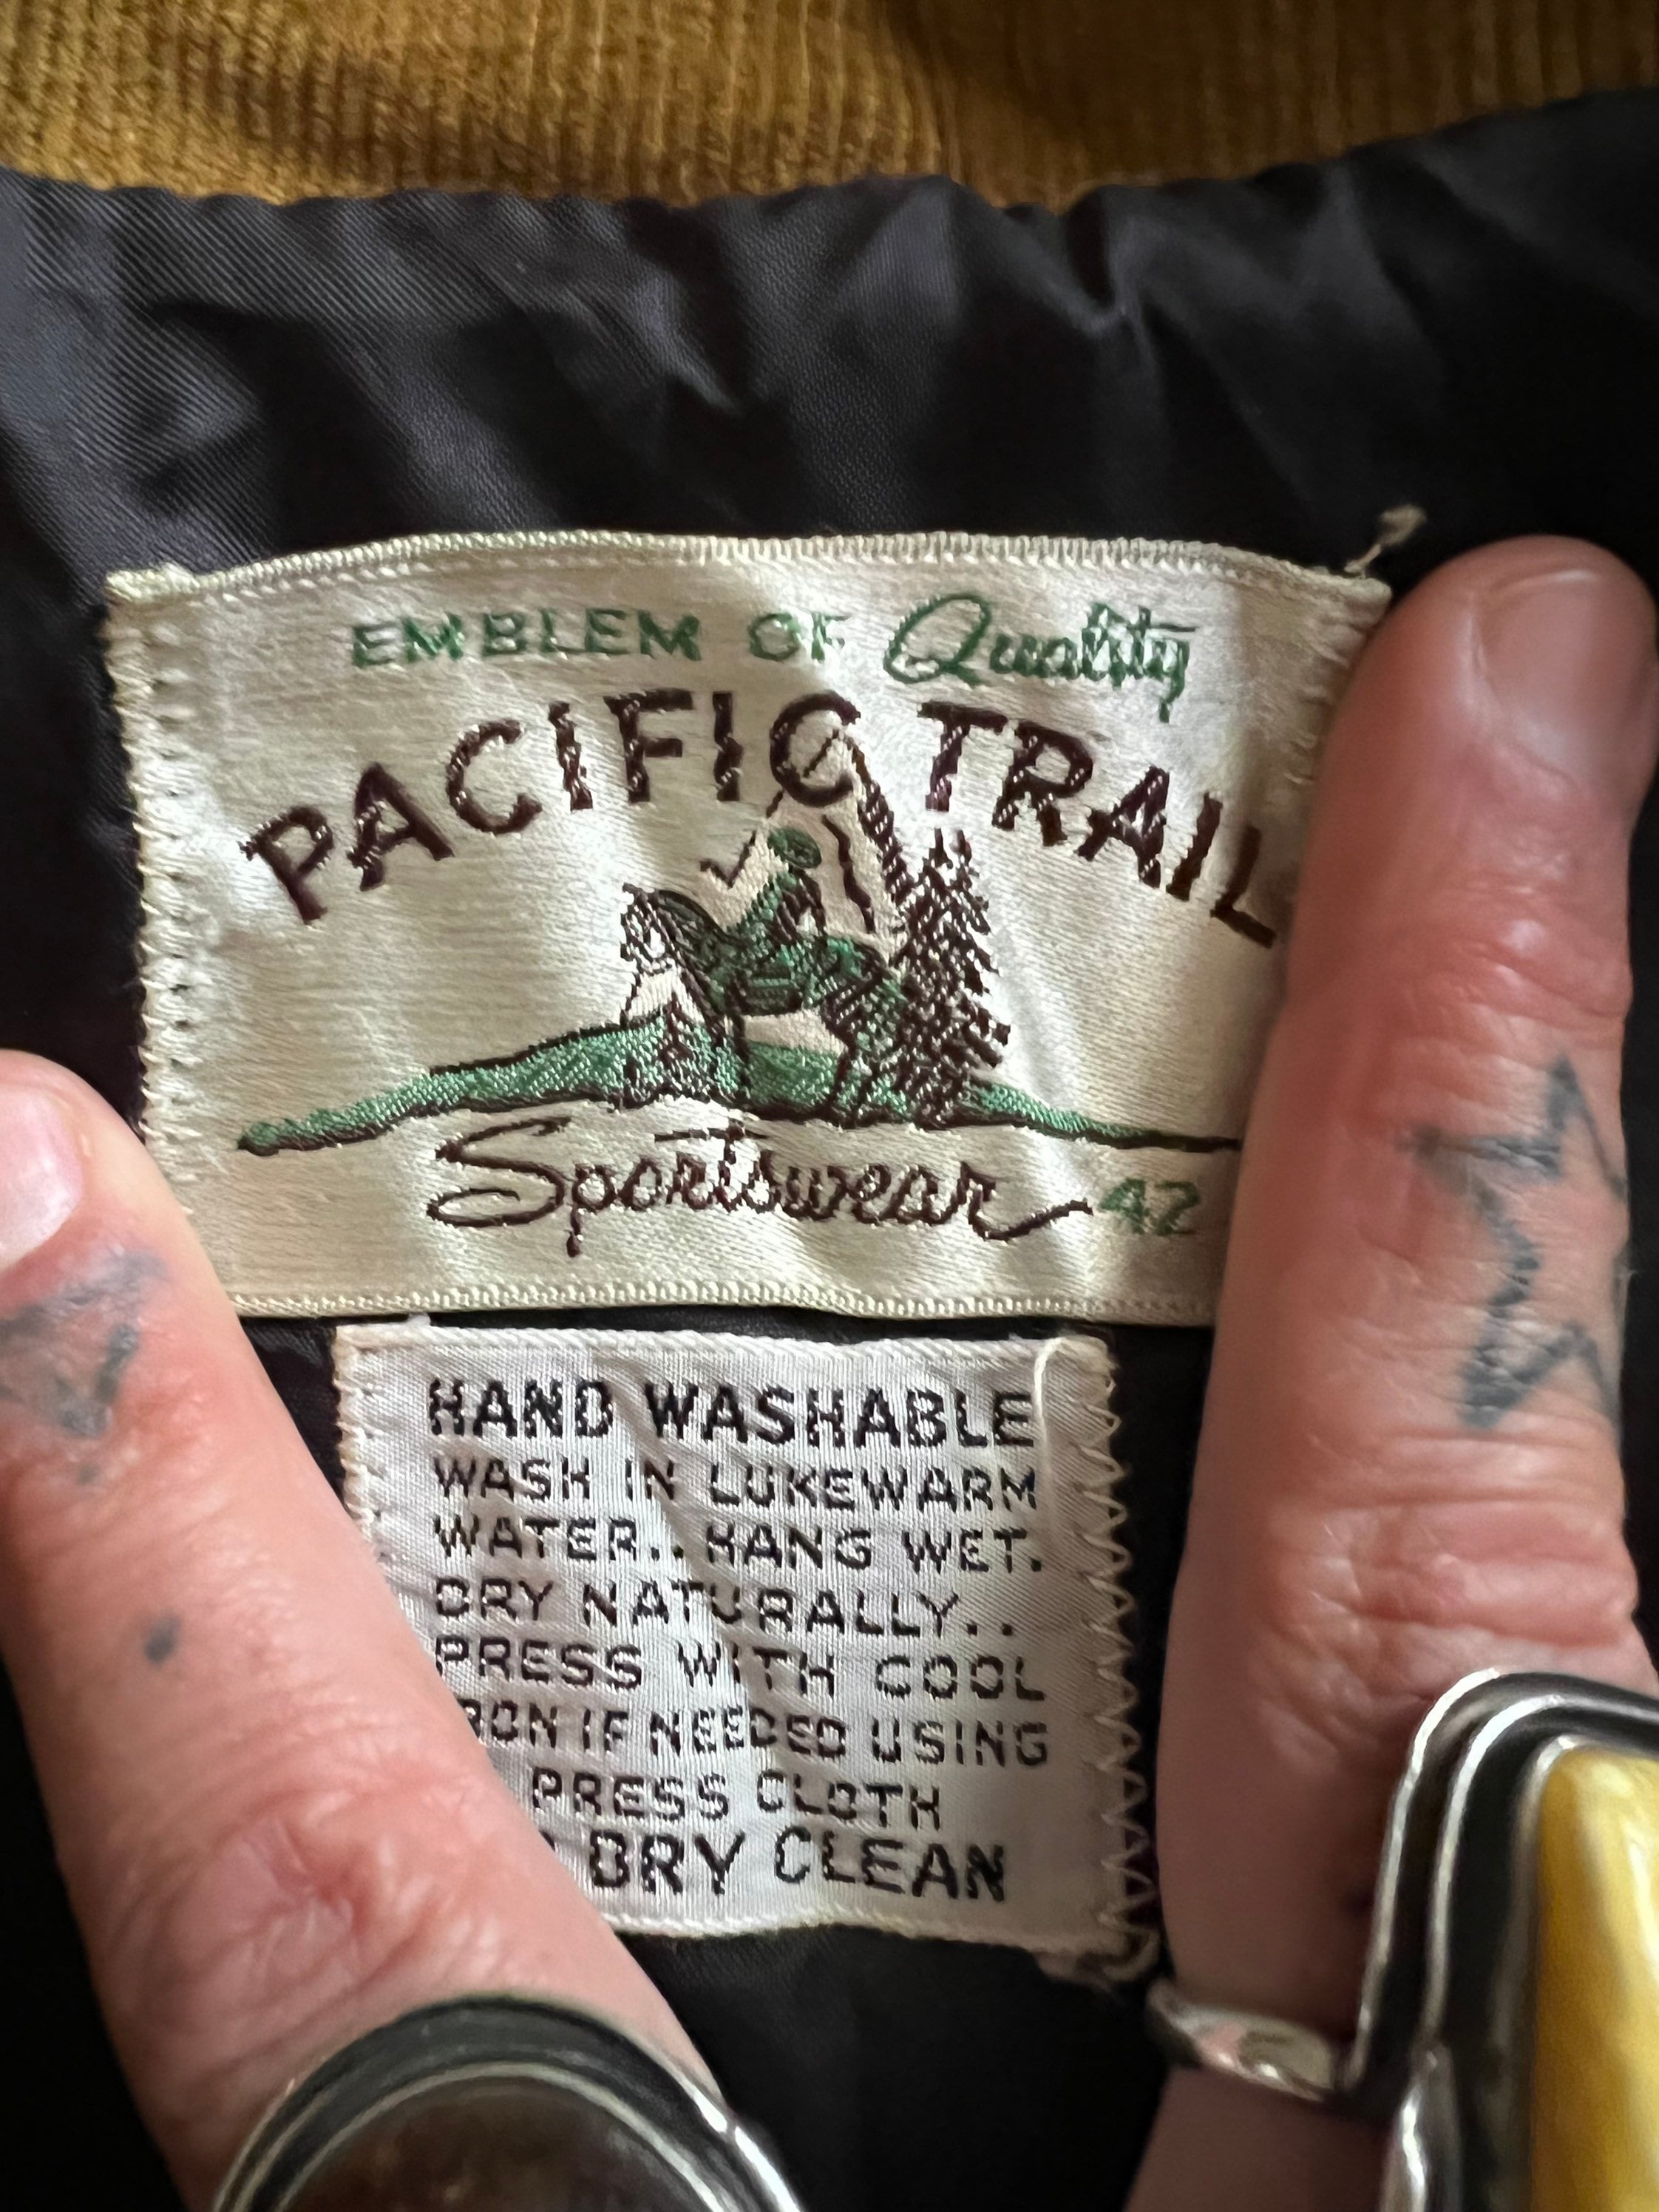 EMBLEM OF Quality
PACIFIC TRAIL
Sportswear 42
HAND WASHABLE
WASH IN LUKEWARM
WATER.. HANG WET.
DRY NATURALLY..
PRESS WITH COOL
IF NEEDED USING
PRESS CLOTH
DRY CLEAN